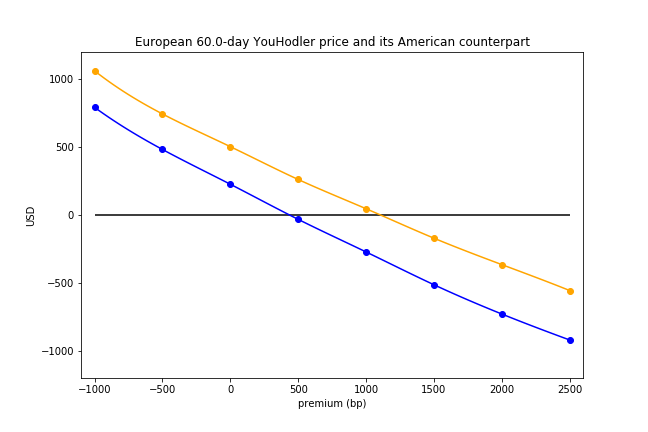 European 60.0-day YouHodler price and its American counterpart
1000
500
0
−500
−1000
USD
−1000 −500 0 500 1000 1500 2000 2500
premium (bp)